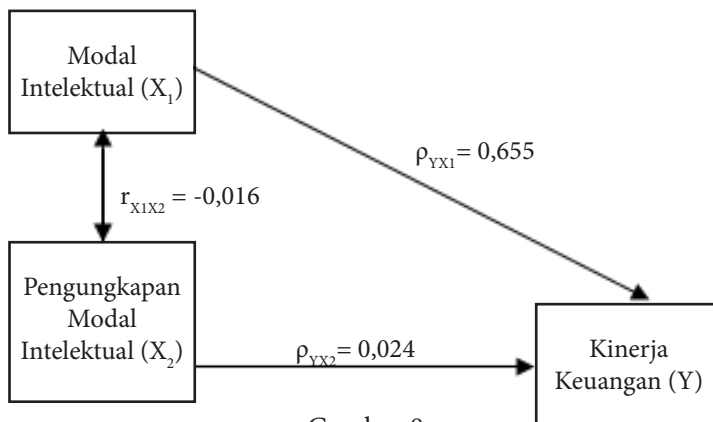 Modal
Intelektual (X₁)
ρYX1= 0,655
rX1X2 = -0,016
Pengungkapan
Modal
Intelektual (X₂)
ρYX2= 0,024
Kinerja
Keuangan (Y)